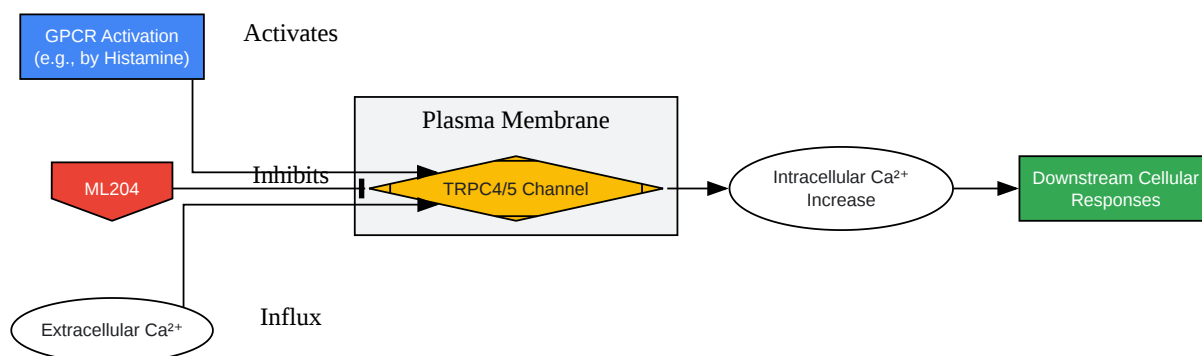 GPCR Activation
(e.g., by Histamine)
Activates
Plasma Membrane
ML204
Inhibits
TRPC4/5 Channel
Intracellular Ca²⁺
Increase
Downstream Cellular
Responses
Extracellular Ca²⁺
Influx